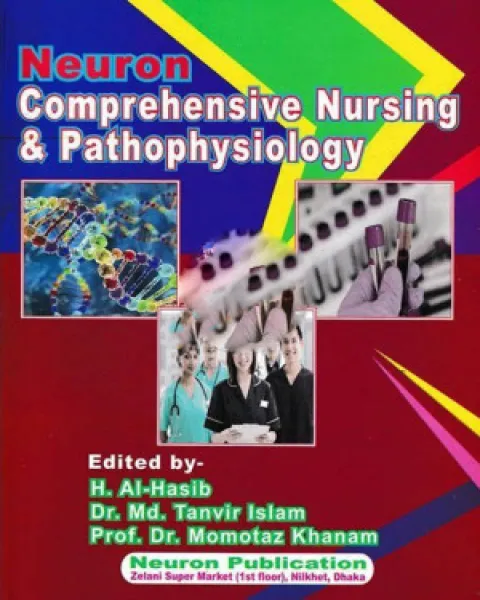 Neuron
Comprehensive Nursing
& Pathophysiology
Edited by-
H. Al-Hasib
Dr. Md. Tanvir Islam
Prof. Dr. Momotaz Khanam
Neuron Publication
Zelani Super Market (1st floor), Nilkhet, Dhaka